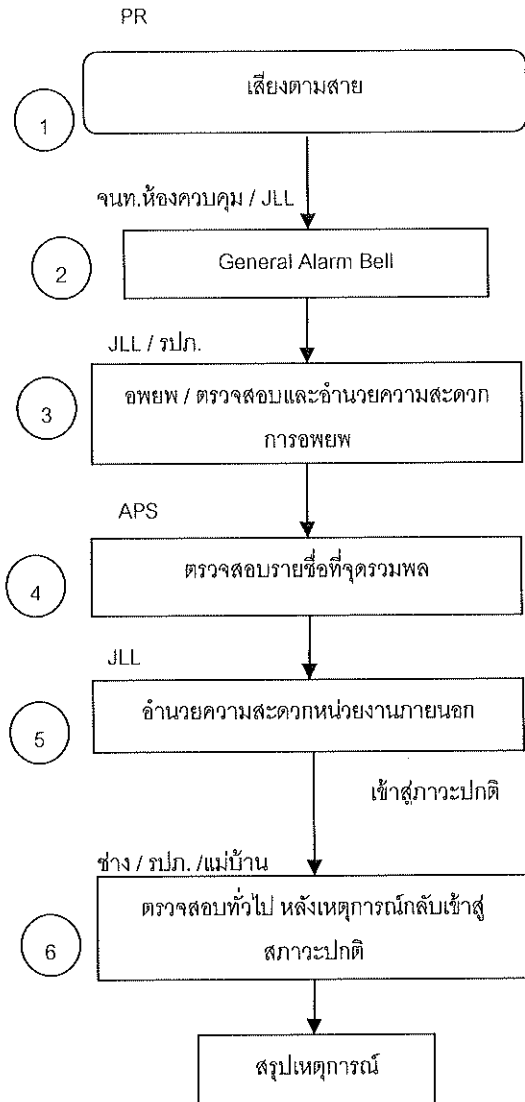 PR
เสียงตามสาย
1
จนท.ห้องควบคุม / JLL
General Alarm Bell
2
JLL / รปภ.
อพยพ / ตรวจสอบและอำนวยความสะดวก
การอพยพ
3
APS
ตรวจสอบรายชื่อที่จุดรวมพล
4
JLL
อำนวยความสะดวกหน่วยงานภายนอก
5
เข้าสู่ภาวะปกติ
ช่าง / รปภ. /แม่บ้าน
ตรวจสอบทั่วไป หลังเหตุการณ์กลับเข้าสู่
สภาวะปกติ
6
สรุปเหตุการณ์